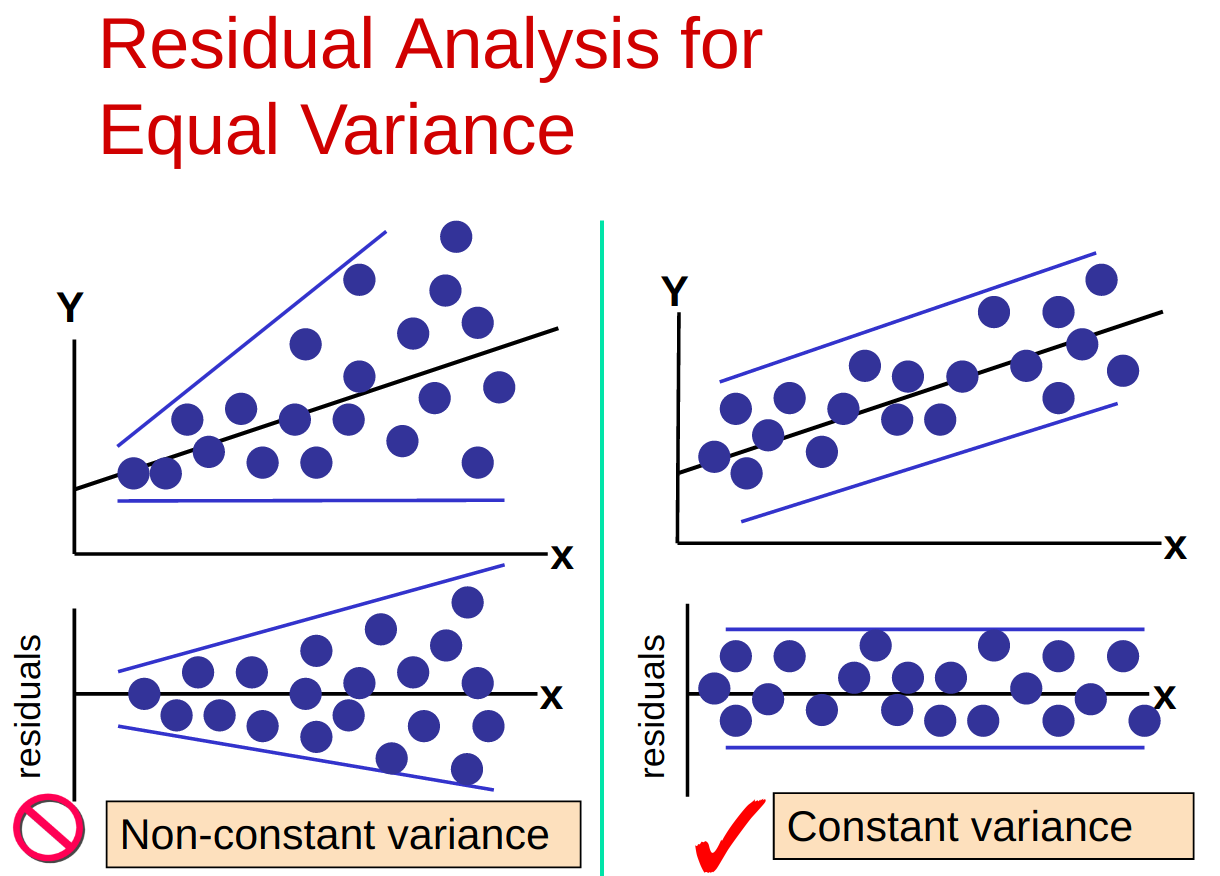 Residual Analysis for
Equal Variance
Y
x
residuals
x
Non-constant variance
Y
x
residuals
x
Constant variance